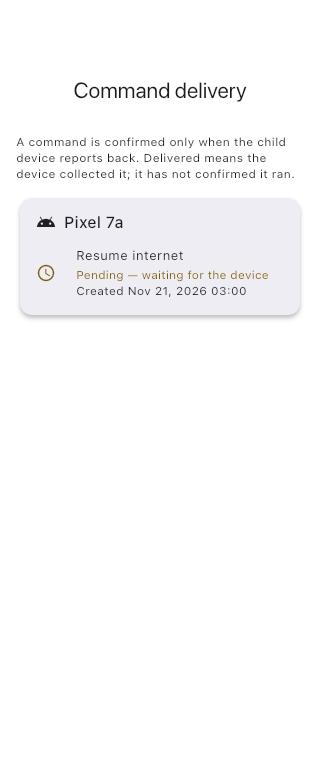 Command delivery
A command is confirmed only when the child
device reports back. Delivered means the
device collected it; it has not confirmed it ran.
Pixel 7a
Resume internet
Pending — waiting for the device
Created Nov 21, 2026 03:00